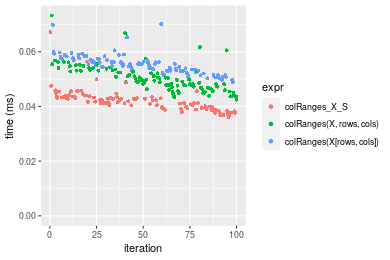 0.06
0.04
0.02
0.00
time (ms)
0
25
50
75
100
iteration
expr
colRanges_X_S
colRanges(X, rows, cols)
colRanges(X[rows, cols])